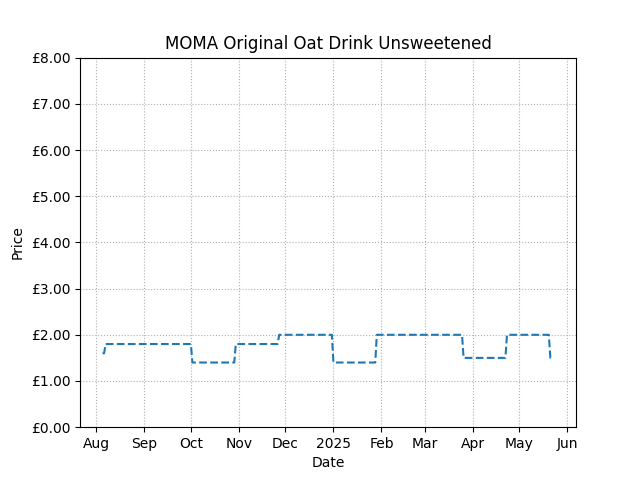 MOMA Original Oat Drink Unsweetened
£8.00
£7.00
£6.00
£5.00
£4.00
£3.00
£2.00
£1.00
£0.00
Price
Aug Sep Oct Nov Dec 2025 Feb Mar Apr May Jun
Date